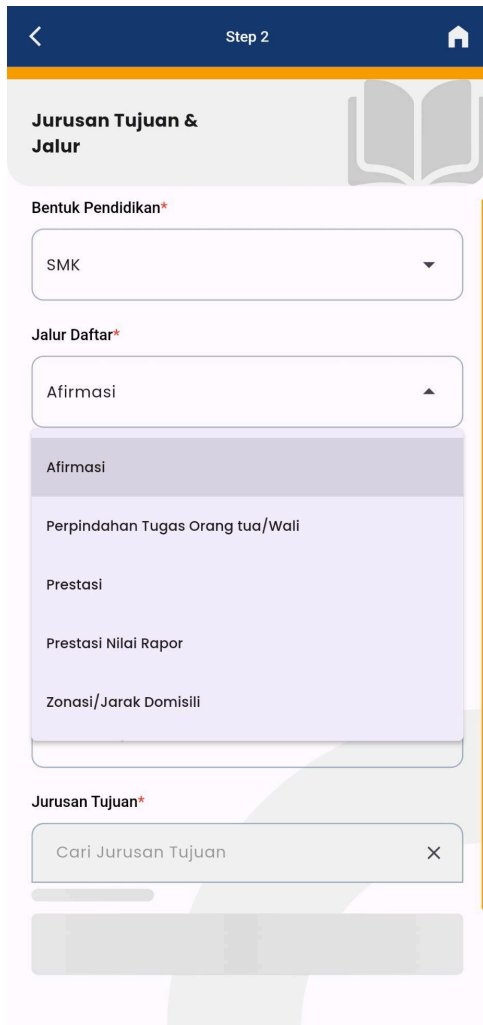 Step 2
Jurusan Tujuan &
Jalur
Bentuk Pendidikan*
SMK
Jalur Daftar*
Afirmasi
Afirmasi
Perpindahan Tugas Orang tua/Wali
Prestasi
Prestasi Nilai Rapor
Zonasi/Jarak Domisili
Jurusan Tujuan*
Cari Jurusan Tujuan